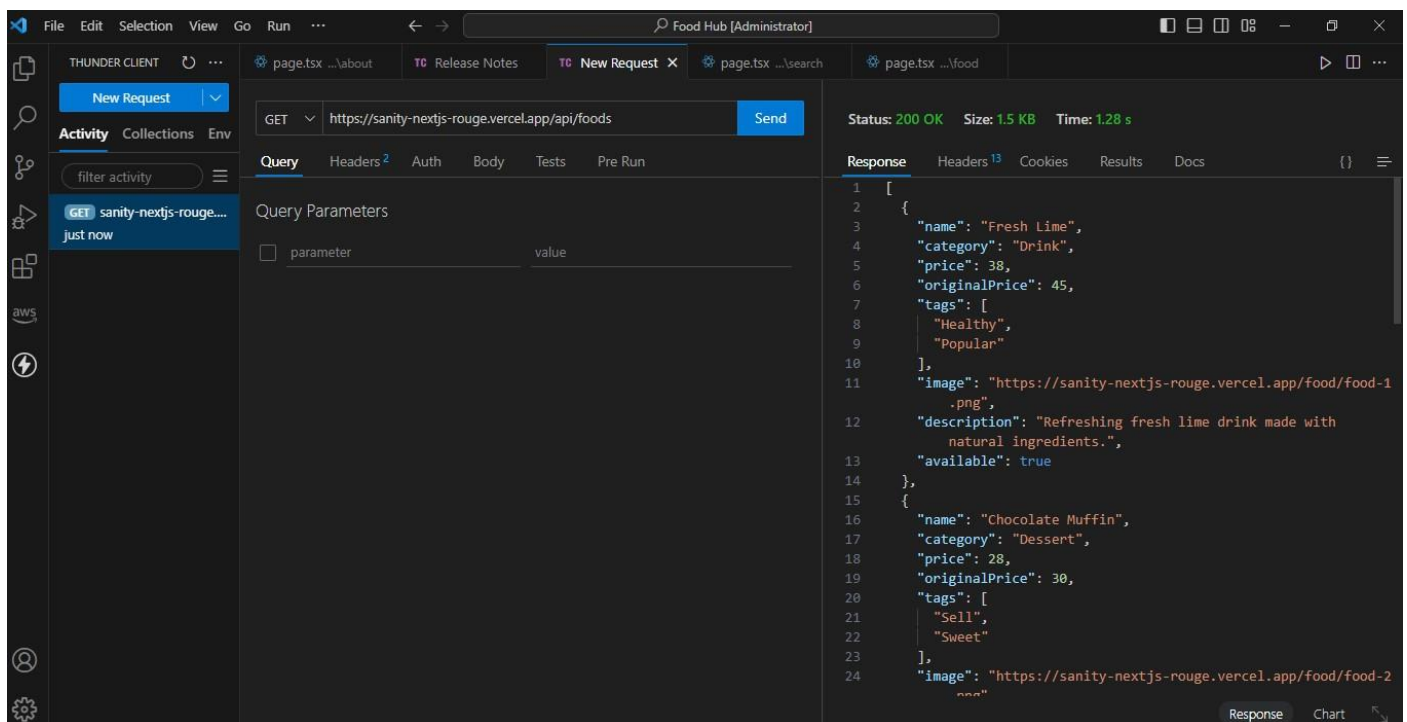 File Edit Selection View Go Run ··· Food Hub [Administrator]
THUNDER CLIENT ···
page.tsx ...\about
TC Release Notes
TC New Request
page.tsx ...\search
page.tsx ...\food
New Request
Activity Collections Env
filter activity
GET sanity-nextjs-rouge....
just now
aws
GET https://sanity-nextjs-rouge.vercel.app/api/foods Send
Query Headers 2 Auth Body Tests Pre Run
Query Parameters
parameter value
Status: 200 OK Size: 1.5 KB Time: 1.28 s
Response Headers 13 Cookies Results Docs {}
1 [
2 {
3 "name": "Fresh Lime",
4 "category": "Drink",
5 "price": 38,
6 "originalPrice": 45,
7 "tags": [
8 "Healthy",
9 "Popular"
10 ],
11 "image": "https://sanity-nextjs-rouge.vercel.app/food/food-1
.png",
12 "description": "Refreshing fresh lime drink made with
natural ingredients.",
13 "available": true
14 },
15 {
16 "name": "Chocolate Muffin",
17 "category": "Dessert",
18 "price": 28,
19 "originalPrice": 30,
20 "tags": [
21 "Sell",
22 "Sweet"
23 ],
24 "image": "https://sanity-nextjs-rouge.vercel.app/food/food-2
Response Chart